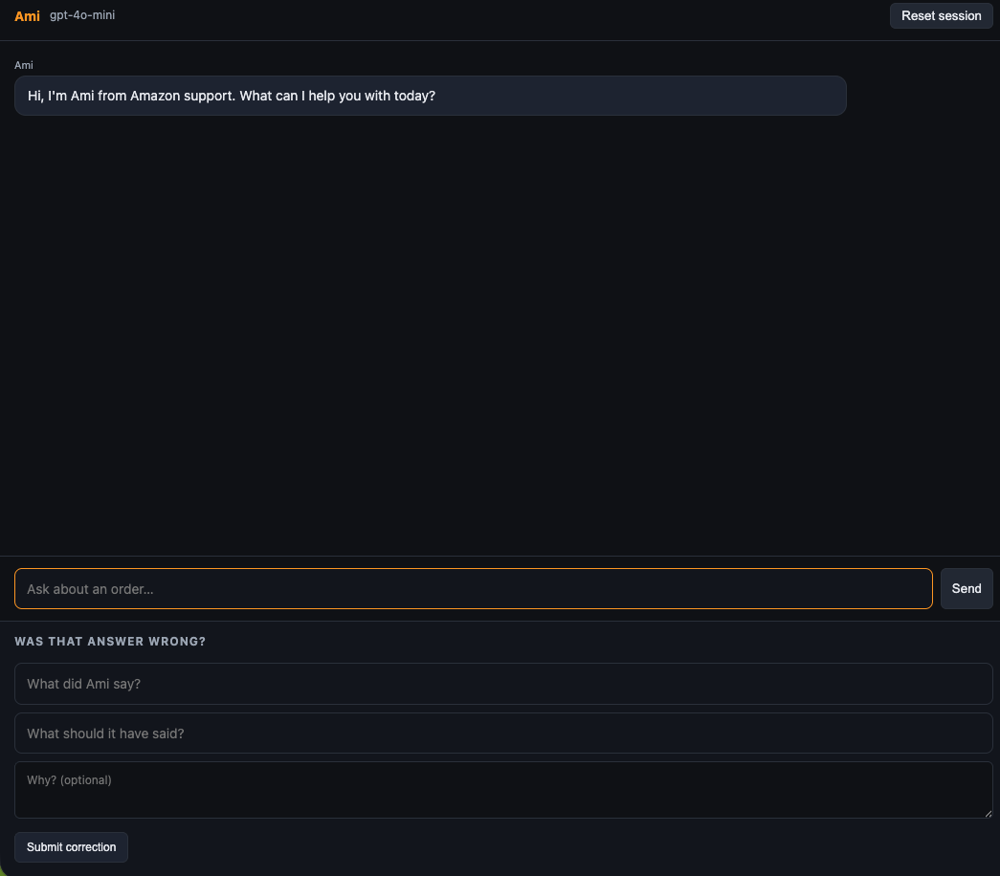 Ami gpt-4o-mini Reset session
Ami
Hi, I'm Ami from Amazon support. What can I help you with today?
Ask about an order...
Send
WAS THAT ANSWER WRONG?
What did Ami say?
What should it have said?
Why? (optional)
Submit correction